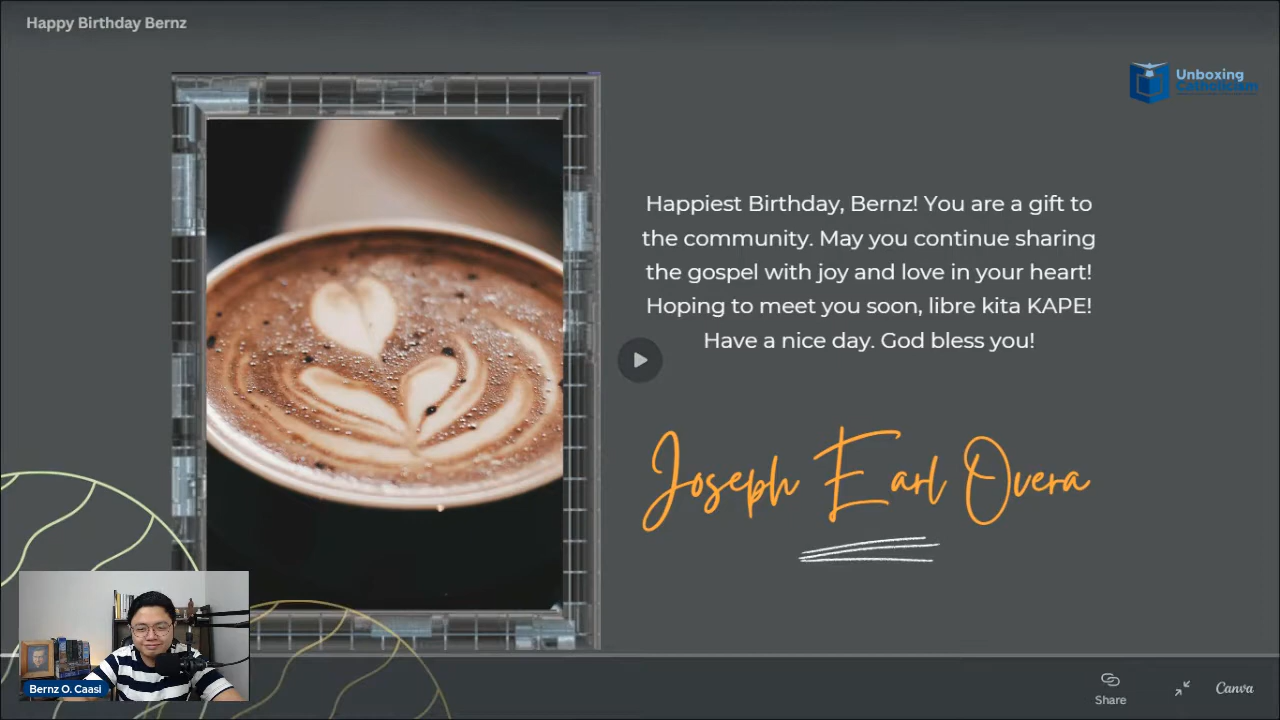 Happy Birthday Bernz
Unboxing
Catholicism
Happiest Birthday, Bernz! You are a gift to
the community. May you continue sharing
the gospel with joy and love in your heart!
Hoping to meet you soon, libre kita KAPE!
Have a nice day. God bless you!
Joseph Earl Overa
Bernz O. Caasi
Share
Canva